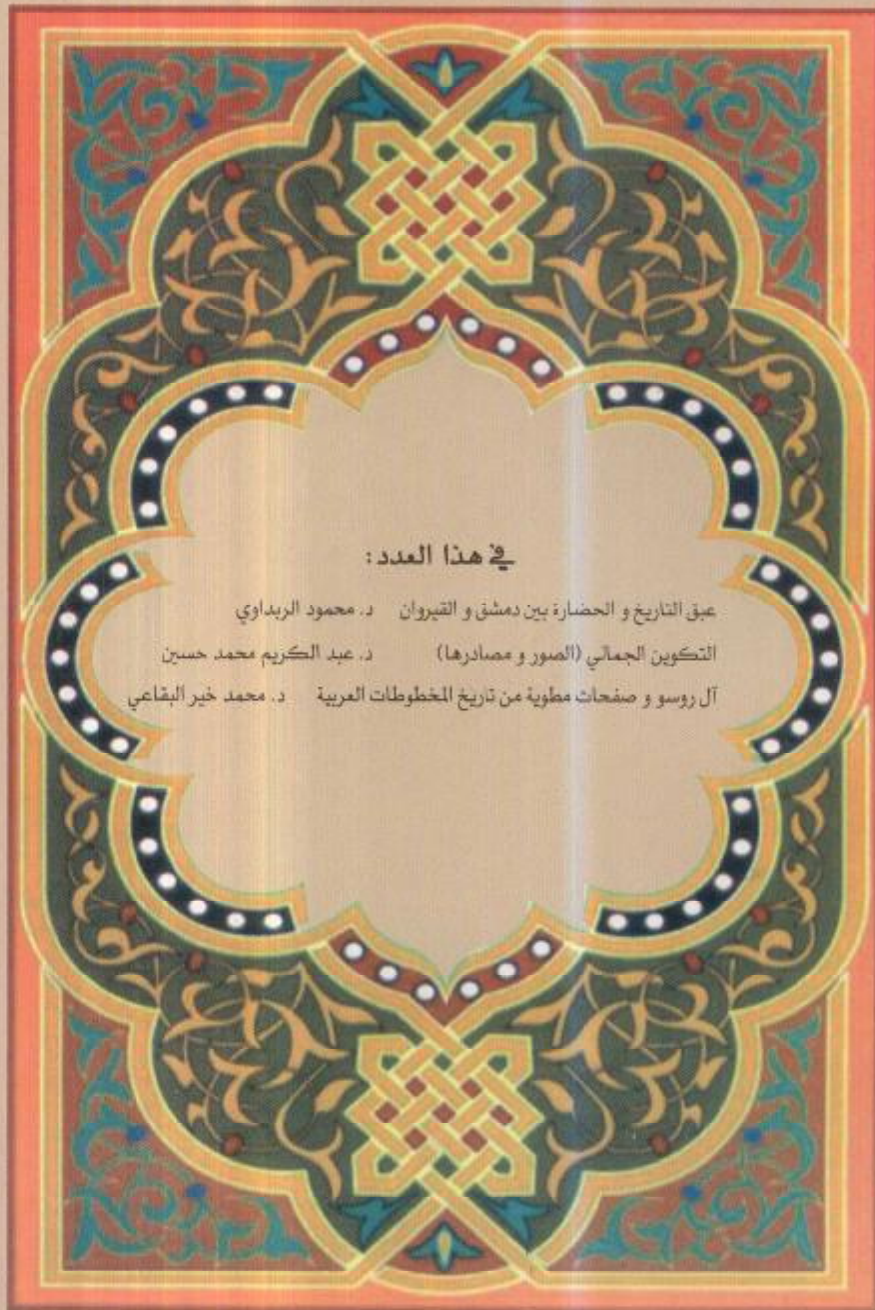 في هذا العدد:
عبق التاريخ و الحضارة بين دمشق و القيروان د. محمود الربداوي
التكوين الجمالي (الصور و مصادرها) د. عبد الكريم محمد حسين
آل روسو و صفحات مطوية من تاريخ المخطوطات العربية د. محمد خير البقاعي